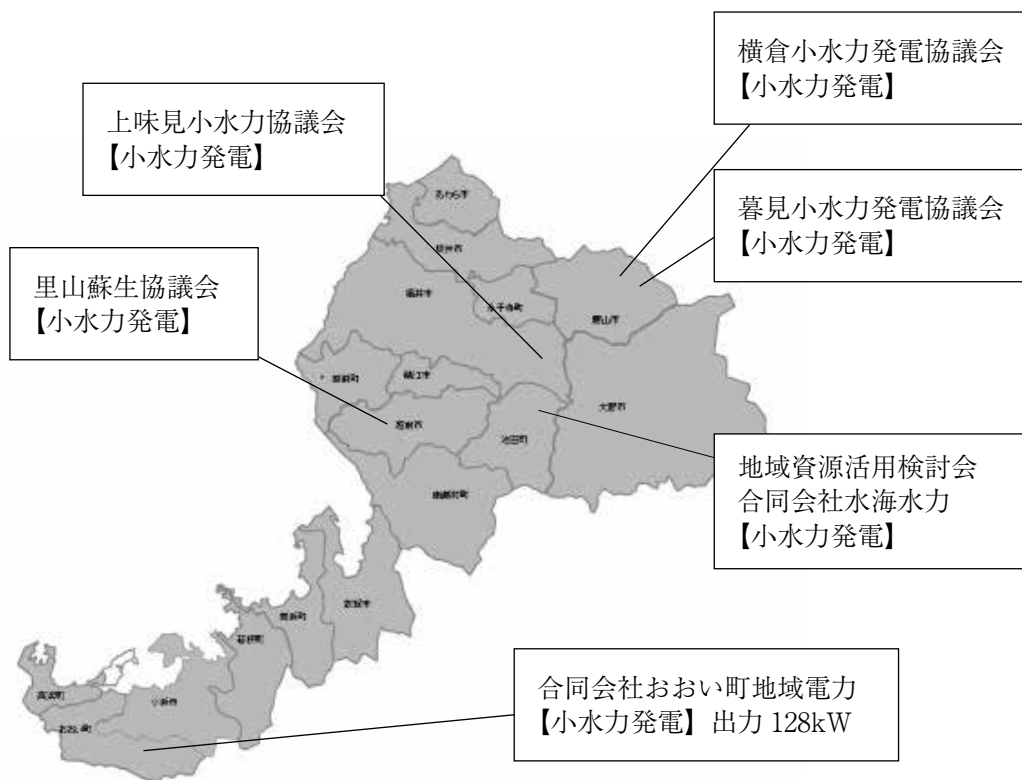 横倉小水力発電協議会
【小水力発電】
上味見小水力協議会
【小水力発電】
暮見小水力発電協議会
【小水力発電】
里山蘇生協議会
【小水力発電】
地域資源活用検討会
合同会社水海水力
【小水力発電】
合同会社おおい町地域電力
【小水力発電】出力 128kW
あわら市
坂井市
福井市
永平寺町
勝山市
越前町
鯖江市
大野市
越前市
池田町
南越前町
敦賀市
美浜町
若狭町
高浜町
小浜市
おおい町